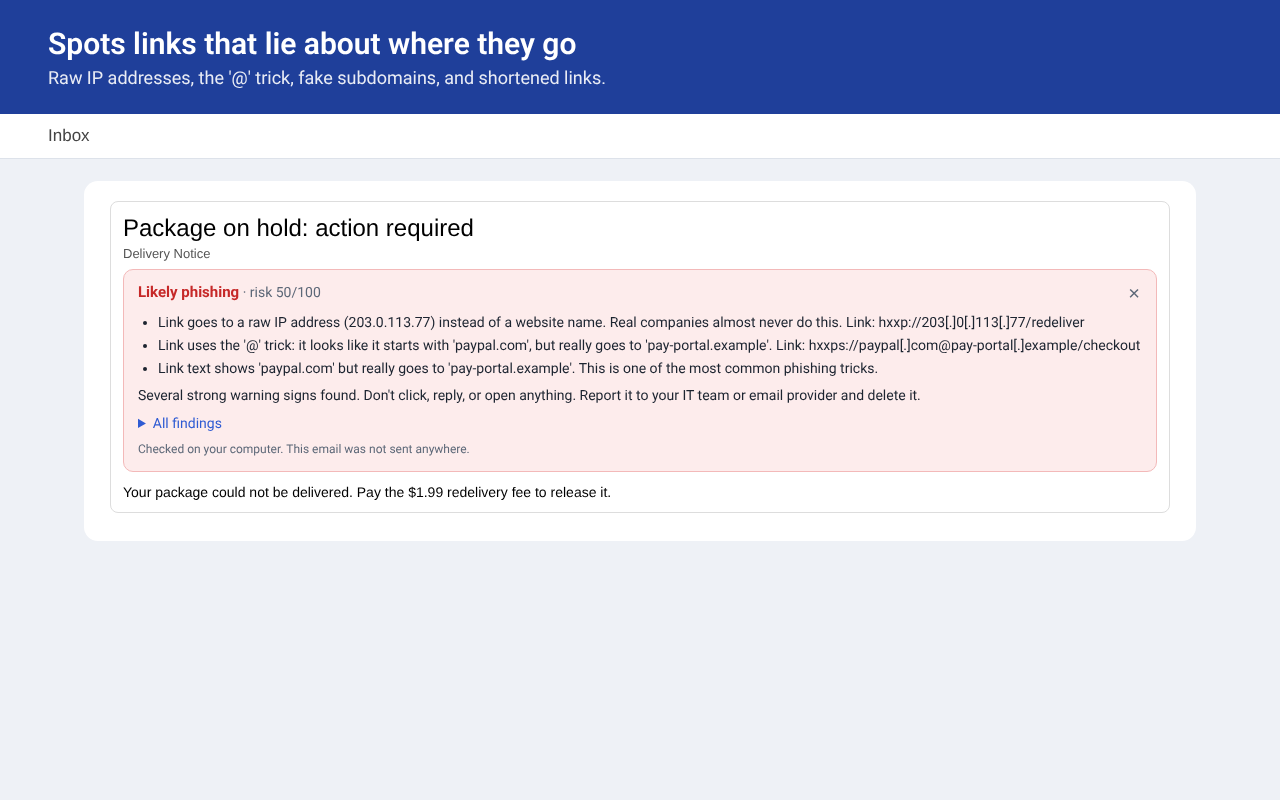 Spots links that lie about where they go
Raw IP addresses, the '@' trick, fake subdomains, and shortened links.
Inbox
Package on hold: action required
Delivery Notice
Likely phishing · risk 50/100 ✕
• Link goes to a raw IP address (203.0.113.77) instead of a website name. Real companies almost never do this. Link: hxxp://203[.]0[.]113[.]77/redeliver
• Link uses the '@' trick: it looks like it starts with 'paypal.com', but really goes to 'pay-portal.example'. Link: hxxps://paypal[.]com@pay-portal[.]example/checkout
• Link text shows 'paypal.com' but really goes to 'pay-portal.example'. This is one of the most common phishing tricks.
Several strong warning signs found. Don't click, reply, or open anything. Report it to your IT team or email provider and delete it.
▶ All findings
Checked on your computer. This email was not sent anywhere.
Your package could not be delivered. Pay the $1.99 redelivery fee to release it.